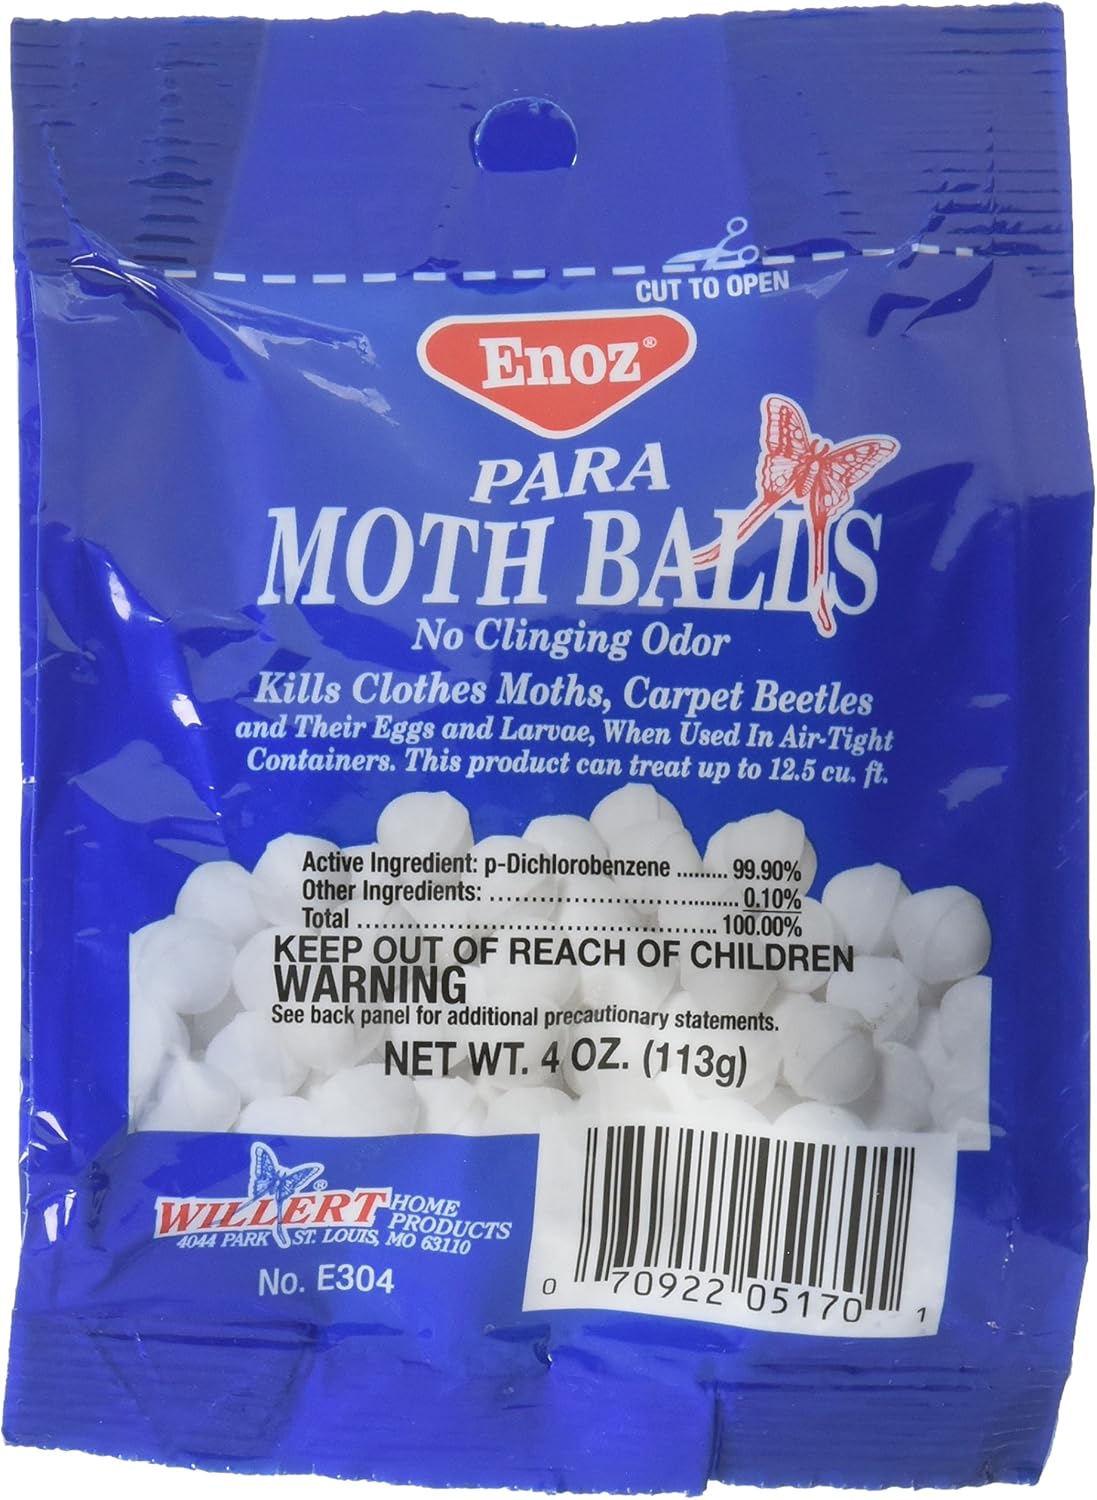 CUT TO OPEN
Enoz®
PARA
MOTH BALLS
No Clinging Odor
Kills Clothes Moths, Carpet Beetles
and Their Eggs and Larvae, When Used In Air-Tight
Containers. This product can treat up to 12.5 cu. ft.
Active Ingredient: p-Dichlorobenzene ......... 99.90%
Other Ingredients: ................................. 0.10%
Total ............................................. 100.00%
KEEP OUT OF REACH OF CHILDREN
WARNING
See back panel for additional precautionary statements.
NET WT. 4 OZ. (113g)
WILLERT® HOME PRODUCTS
4044 PARK ST. LOUIS, MO 63110
No. E304
0 70922 05170 1